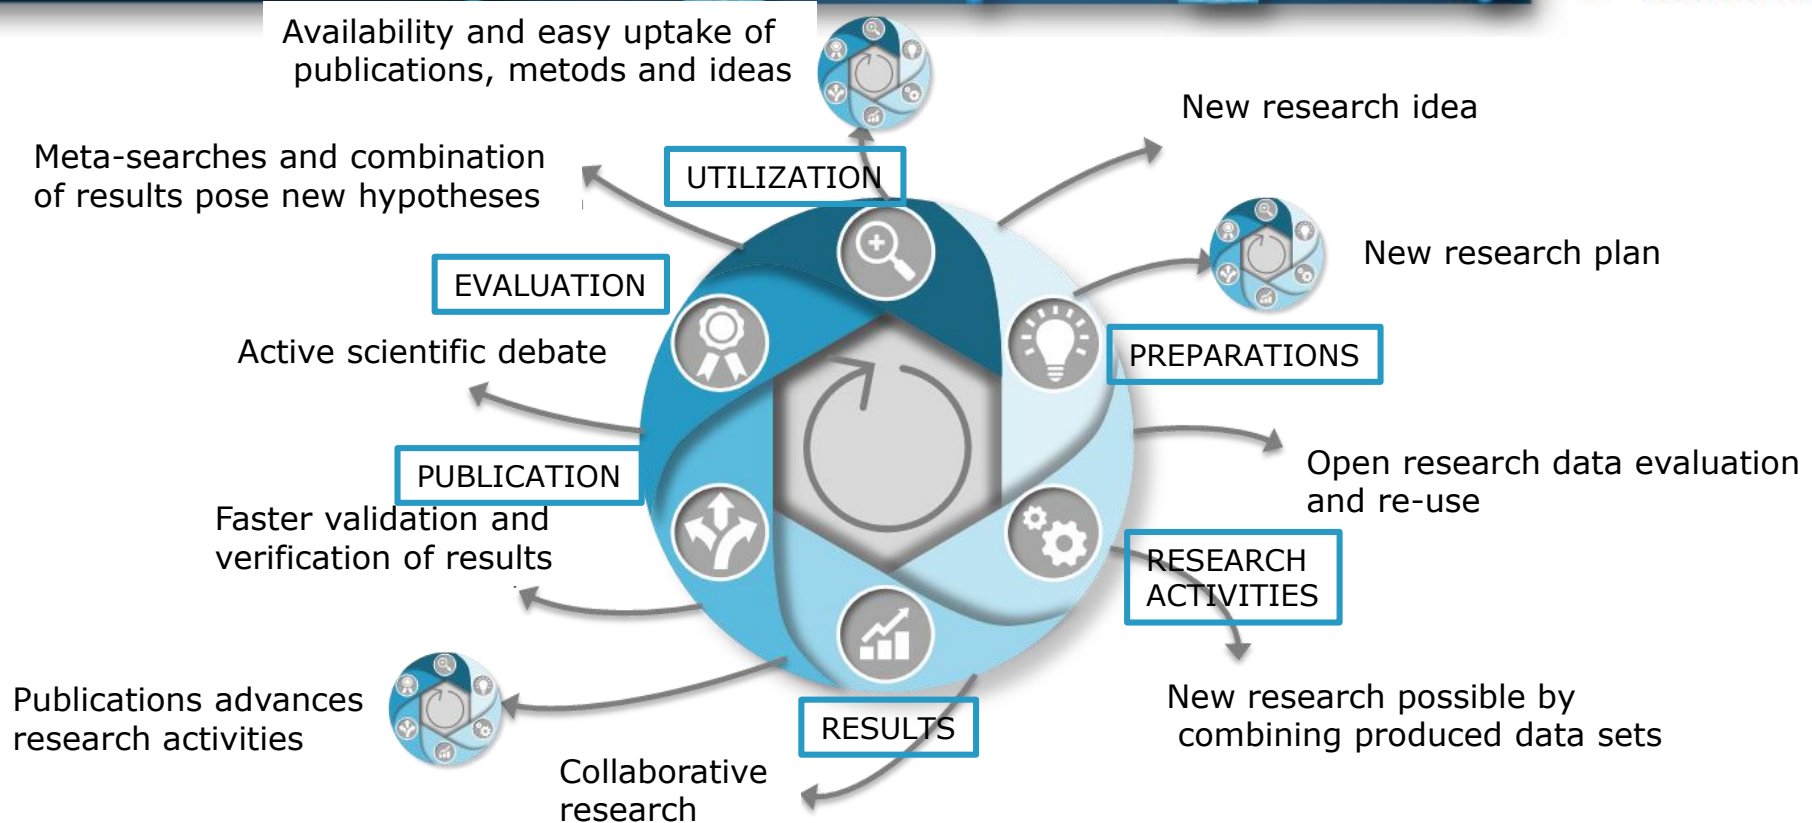 Availability and easy uptake of
publications, metods and ideas
New research idea
Meta-searches and combination
of results pose new hypotheses
UTILIZATION
New research plan
EVALUATION
Active scientific debate
PREPARATIONS
PUBLICATION
Open research data evaluation
and re-use
Faster validation and
verification of results
RESEARCH
ACTIVITIES
Publications advances
research activities
New research possible by
combining produced data sets
RESULTS
Collaborative
research